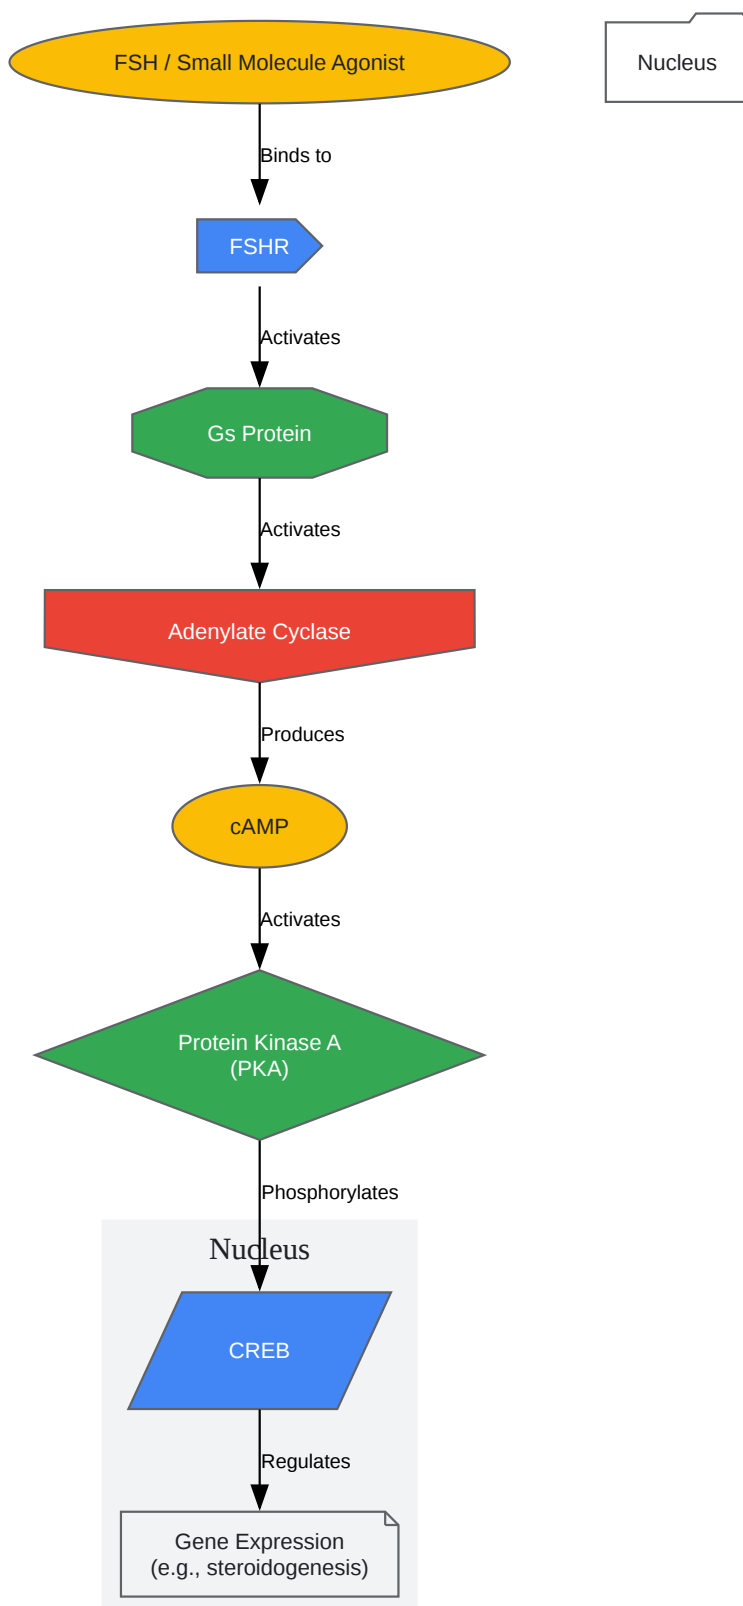 FSH / Small Molecule Agonist
Nucleus
Binds to
FSHR
Activates
Gs Protein
Activates
Adenylate Cyclase
Produces
cAMP
Activates
Protein Kinase A
(PKA)
Phosphorylates
Nucleus
CREB
Regulates
Gene Expression
(e.g., steroidogenesis)